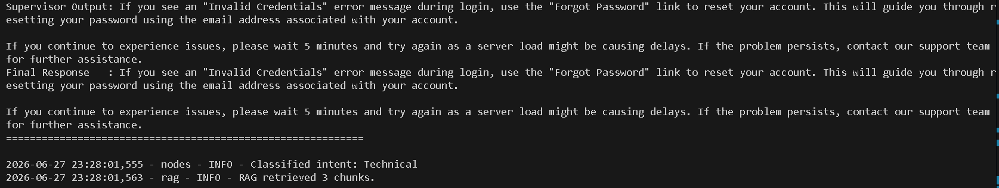 Supervisor Output: If you see an "Invalid Credentials" error message during login, use the "Forgot Password" link to reset your account. This will guide you through r
esetting your password using the email address associated with your account.

If you continue to experience issues, please wait 5 minutes and try again as a server load might be causing delays. If the problem persists, contact our support team
for further assistance.
Final Response   : If you see an "Invalid Credentials" error message during login, use the "Forgot Password" link to reset your account. This will guide you through r
esetting your password using the email address associated with your account.

If you continue to experience issues, please wait 5 minutes and try again as a server load might be causing delays. If the problem persists, contact our support team
for further assistance.
============================================================

2026-06-27 23:28:01,555 - nodes - INFO - Classified intent: Technical
2026-06-27 23:28:01,563 - rag - INFO - RAG retrieved 3 chunks.